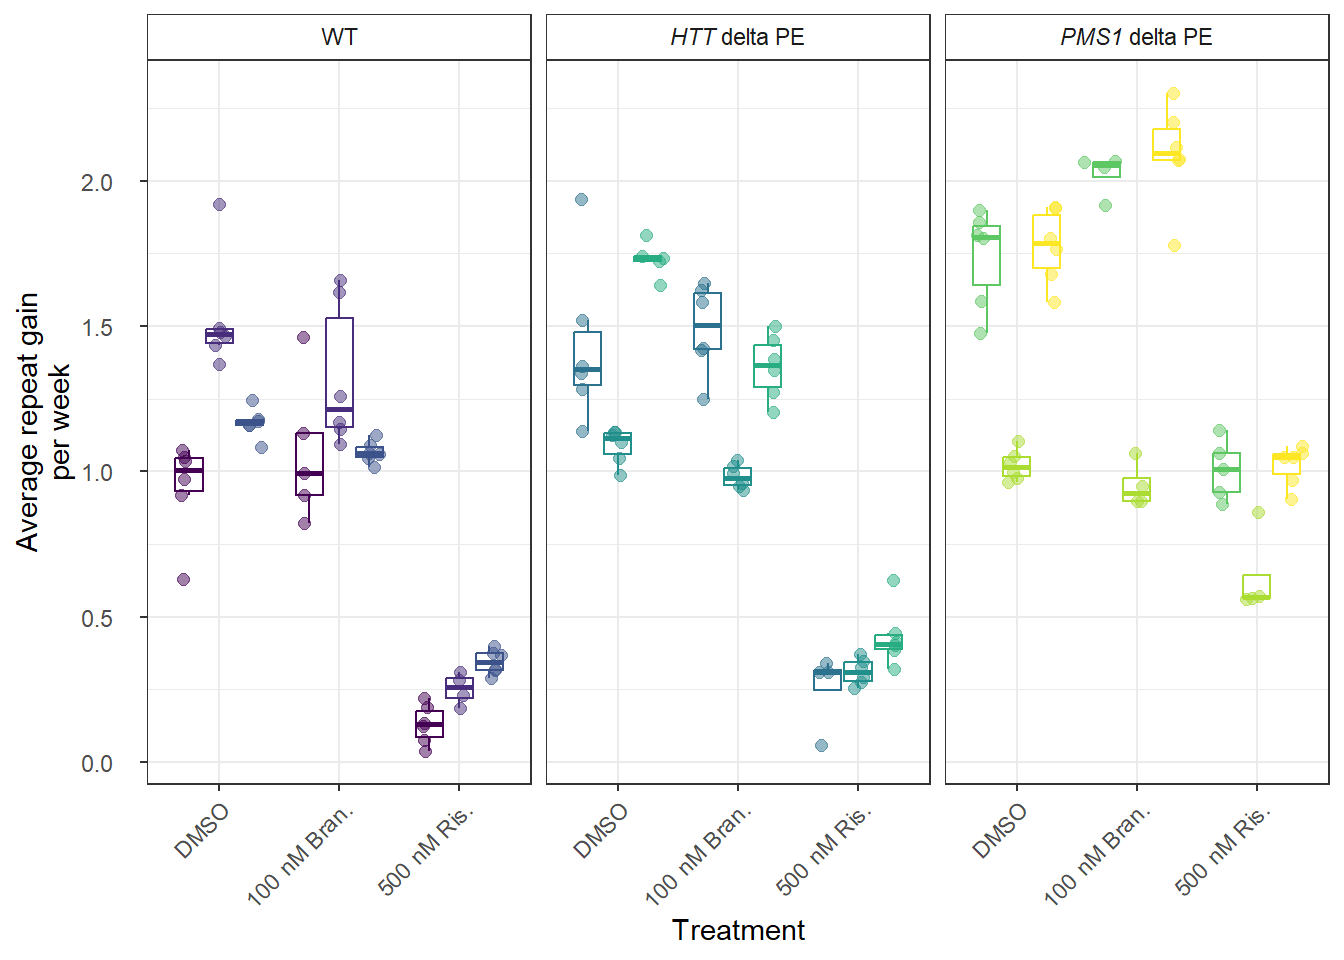 WT
HTT delta PE
PMS1 delta PE
Average repeat gain
per week
2.0
1.5
1.0
0.5
0.0
DMSO
100 nM Bran.
500 nM Ris.
DMSO
100 nM Bran.
500 nM Ris.
DMSO
100 nM Bran.
500 nM Ris.
Treatment